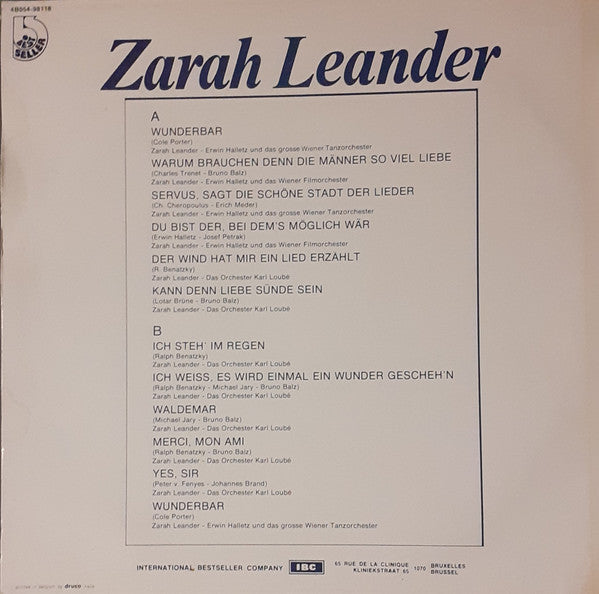 4B054-98118
BEST
SELLER
Zarah Leander
A
WUNDERBAR
(Cole Porter)
Zarah Leander - Erwin Halletz und das grosse Wiener Tanzorchester
WARUM BRAUCHEN DENN DIE MÄNNER SO VIEL LIEBE
(Charles Trenet - Bruno Balz)
Zarah Leander - Erwin Halletz und das Wiener Filmorchester
SERVUS, SAGT DIE SCHÖNE STADT DER LIEDER
(Ch. Cheropoulus - Erich Meder)
Zarah Leander - Erwin Halletz und das grosse Wiener Tanzorchester
DU BIST DER, BEI DEM'S MÖGLICH WÄR
(Erwin Halletz - Josef Petrak)
Zarah Leander - Erwin Halletz und das Wiener Filmorchester
DER WIND HAT MIR EIN LIED ERZÄHLT
(R. Benatzky)
Zarah Leander - Das Orchester Karl Loubé
KANN DENN LIEBE SÜNDE SEIN
(Lotar Brüne - Bruno Balz)
Zarah Leander - Das Orchester Karl Loubé
B
ICH STEH' IM REGEN
(Ralph Benatzky)
Zarah Leander - Das Orchester Karl Loubé
ICH WEISS, ES WIRD EINMAL EIN WUNDER GESCHEH'N
(Ralph Benatzky - Michael Jary - Bruno Balz)
Zarah Leander - Das Orchester Karl Loubé
WALDEMAR
(Michael Jary - Bruno Balz)
Zarah Leander - Das Orchester Karl Loubé
MERCI, MON AMI
(Ralph Benatzky - Bruno Balz)
Zarah Leander - Das Orchester Karl Loubé
YES, SIR
(Peter v. Fenyes - Johannes Brand)
Zarah Leander - Das Orchester Karl Loubé
WUNDERBAR
(Cole Porter)
Zarah Leander - Erwin Halletz und das grosse Wiener Tanzorchester
INTERNATIONAL BESTSELLER COMPANY IBC 65 RUE DE LA CLINIQUE 1070 BRUXELLES
KLINIEKSTRAAT 65 BRUSSEL
printed in belgium by druco